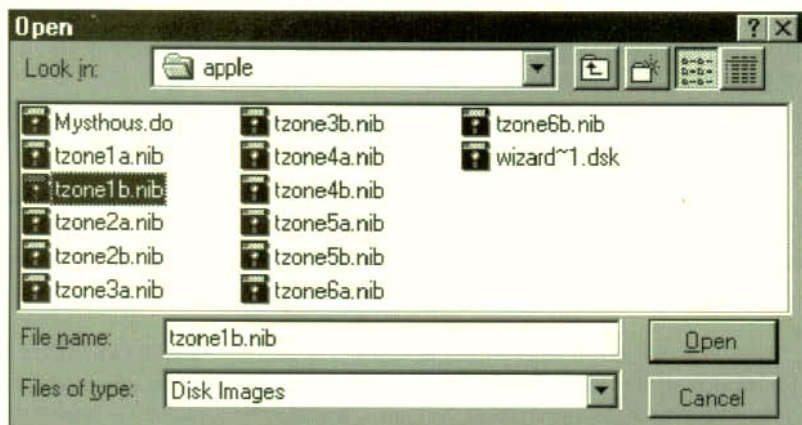 Open
Look in: apple
Mysthous.do
tzone1a.nib
tzone1b.nib
tzone2a.nib
tzone2b.nib
tzone3a.nib
tzone3b.nib
tzone4a.nib
tzone4b.nib
tzone5a.nib
tzone5b.nib
tzone6a.nib
tzone6b.nib
wizard~1.dsk
File name: tzone1b.nib Open
Files of type: Disk Images Cancel